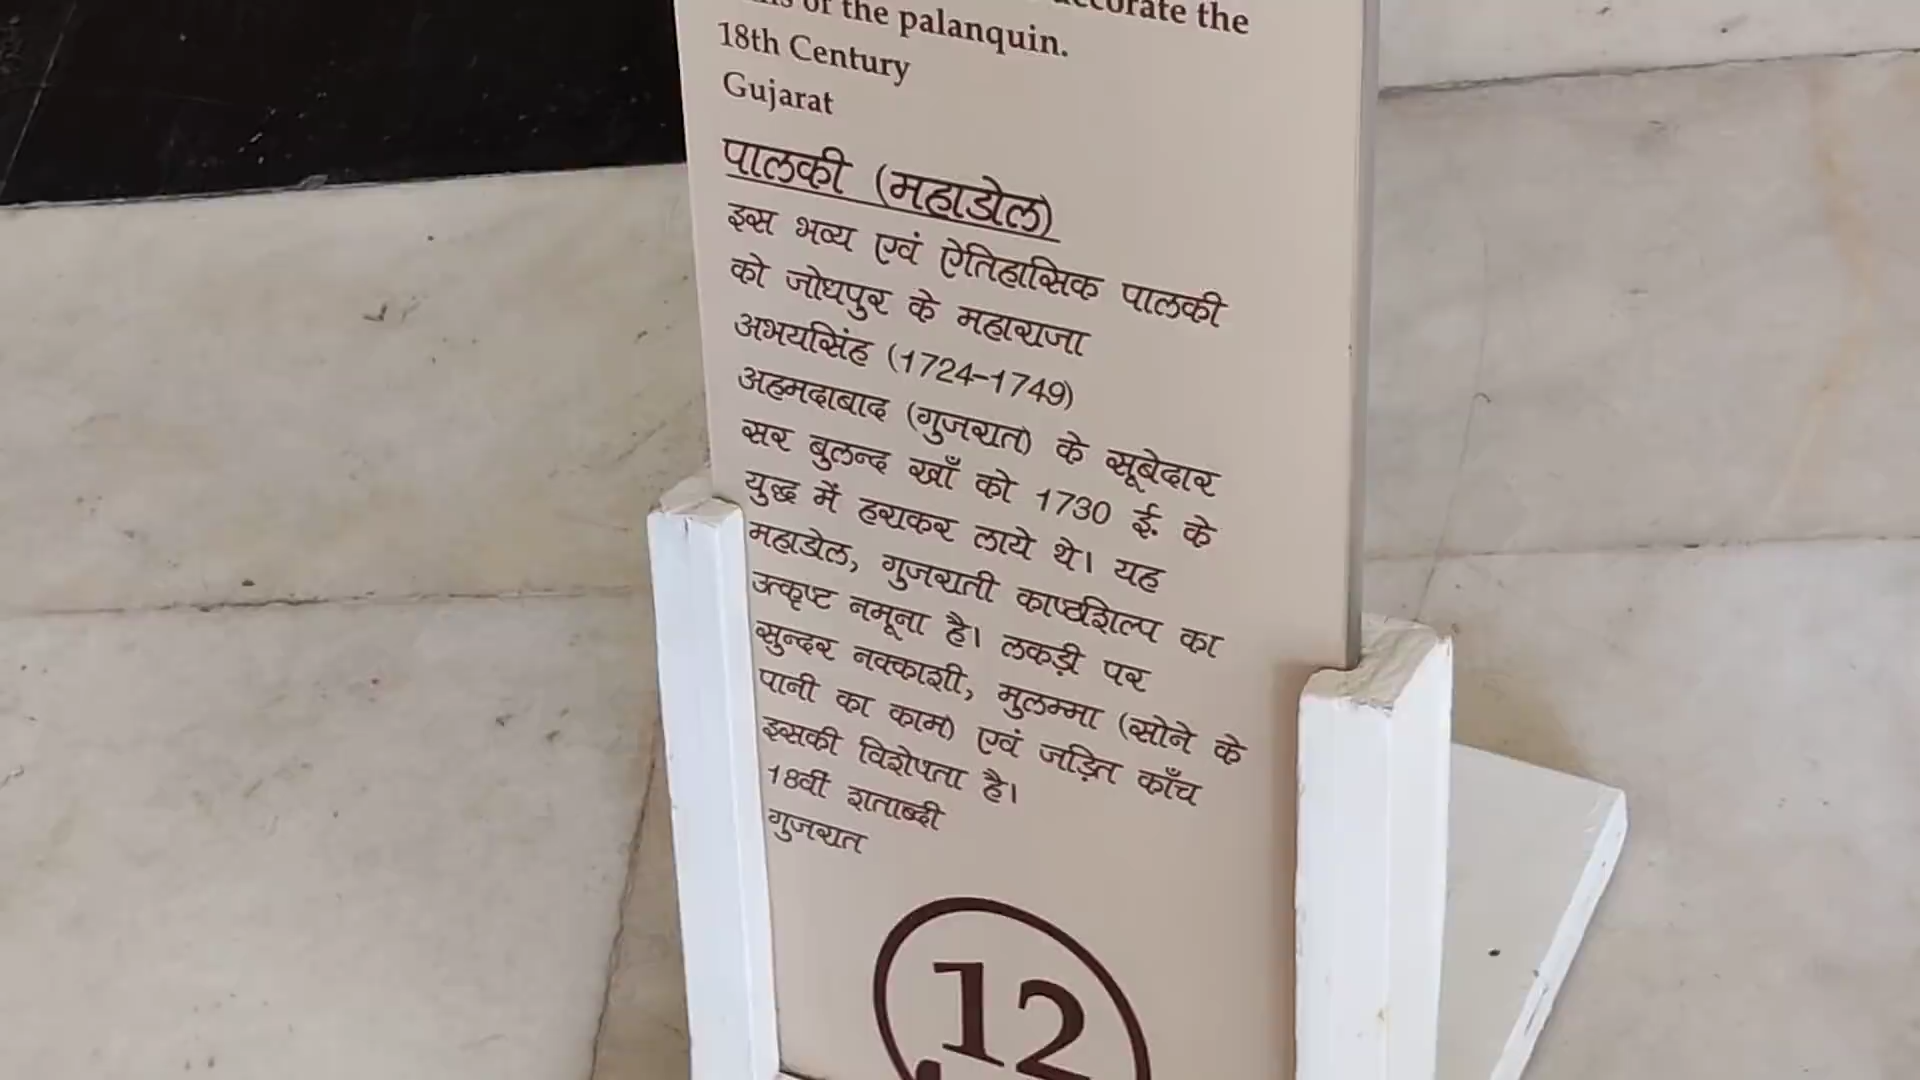 the
of the palanquin.
18th Century
Gujarat
पालकी (महाडोल)
इस भव्य एवं ऐतिहासिक पालकी
को जोधपुर के महाराजा
अभयसिंह (1724-1749)
अहमदाबाद (गुजरात) के सूबेदार
सर बुलन्द खाँ को 1730 ई. के
युद्ध में हराकर लाये थे। यह
महाडोल, गुजराती काष्ठशिल्प का
उत्कृष्ट नमूना है। लकड़ी पर
सुन्दर नक्काशी, मुलम्मा (सोने के
पानी का काम) एवं जड़ित काँच
इसकी विशेषता है।
18वीं शताब्दी
गुजरात
12